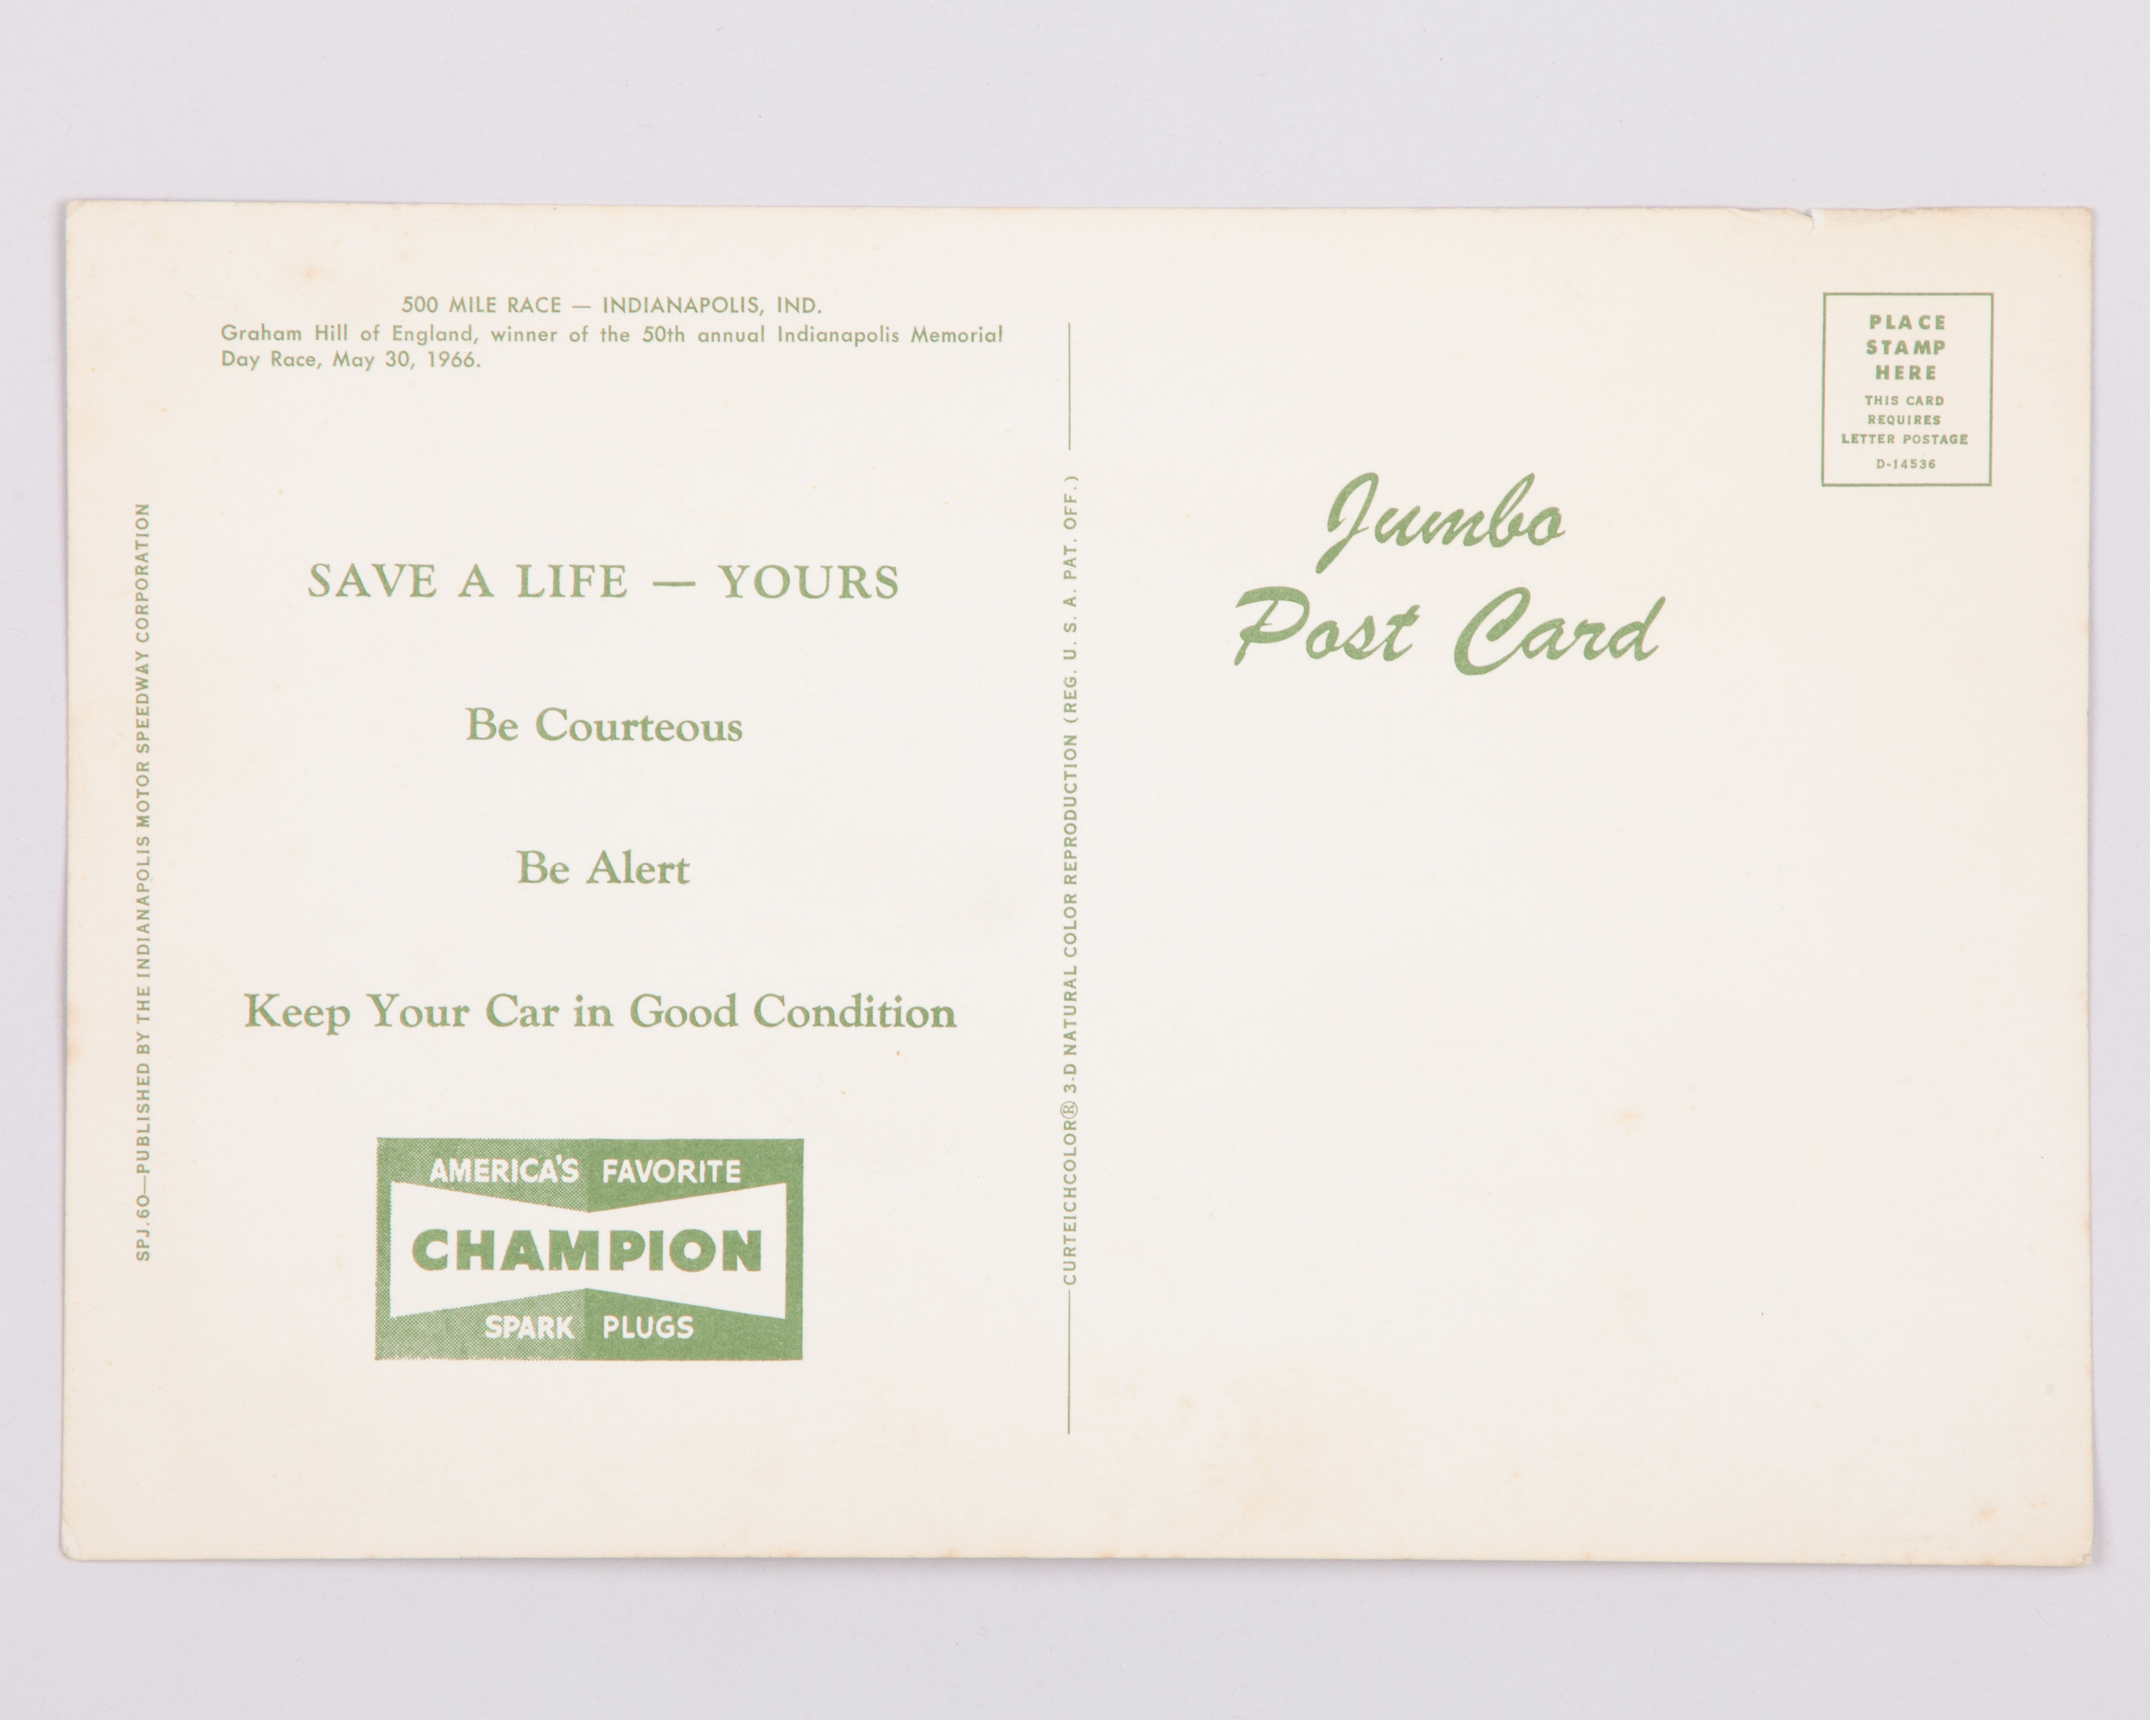 500 MILE RACE — INDIANAPOLIS, IND.
Graham Hill of England, winner of the 50th annual Indianapolis Memorial
Day Race, May 30, 1966.
SPJ.60—PUBLISHED BY THE INDIANAPOLIS MOTOR SPEEDWAY CORPORATION
SAVE A LIFE — YOURS
Be Courteous
Be Alert
Keep Your Car in Good Condition
AMERICA'S FAVORITE
CHAMPION
SPARK PLUGS
CURTEICHCOLOR® 3-D NATURAL COLOR REPRODUCTION (REG. U. S. A. PAT. OFF.)
Jumbo
Post Card
PLACE
STAMP
HERE
THIS CARD
REQUIRES
LETTER POSTAGE
D-14536